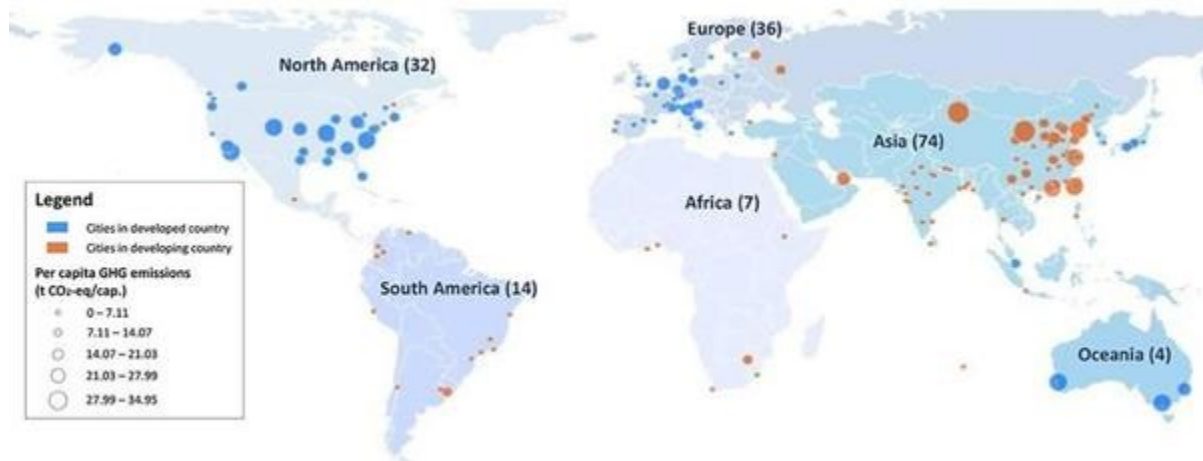 Europe (36)
North America (32)
Asia (74)
Africa (7)
South America (14)
Oceania (4)
Legend
Cities in developed country
Cities in developing country
Per capita GHG emissions
(t CO₂-eq/cap.)
0 – 7.11
7.11 – 14.07
14.07 – 21.03
21.03 – 27.99
27.99 – 34.95